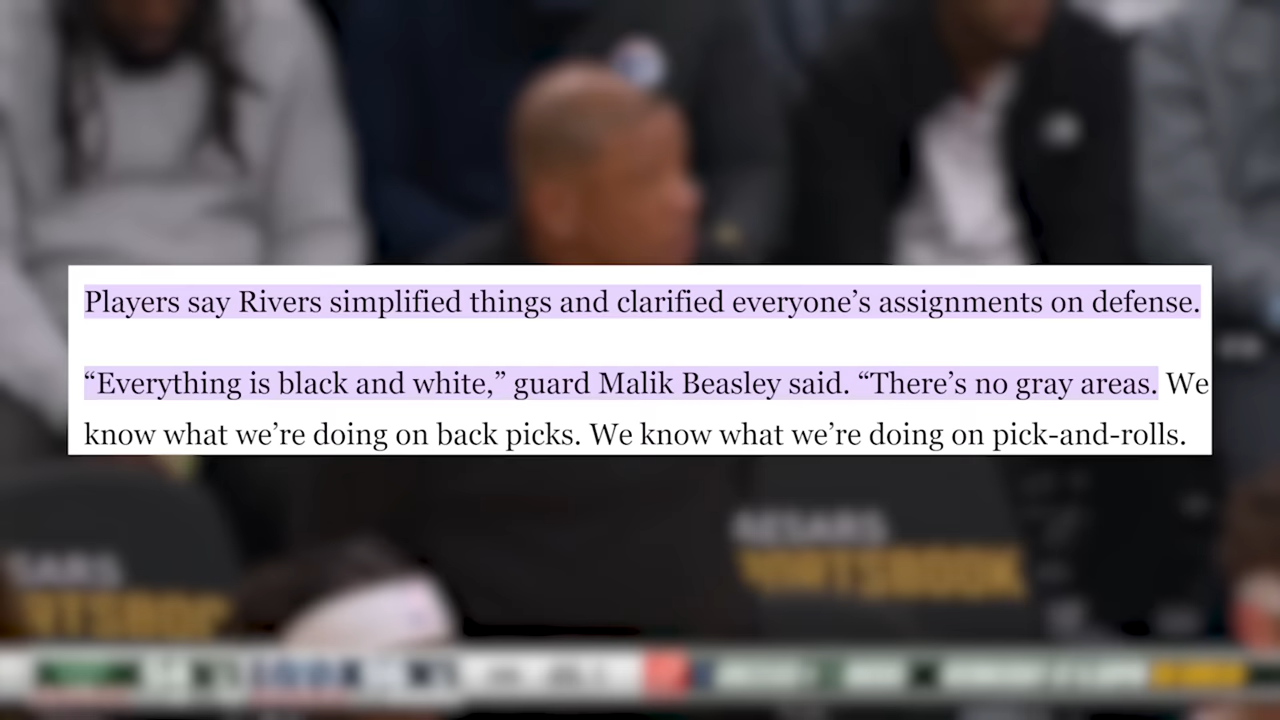 Players say Rivers simplified things and clarified everyone’s assignments on defense.
“Everything is black and white,” guard Malik Beasley said. “There’s no gray areas. We
know what we’re doing on back picks. We know what we’re doing on pick-and-rolls.